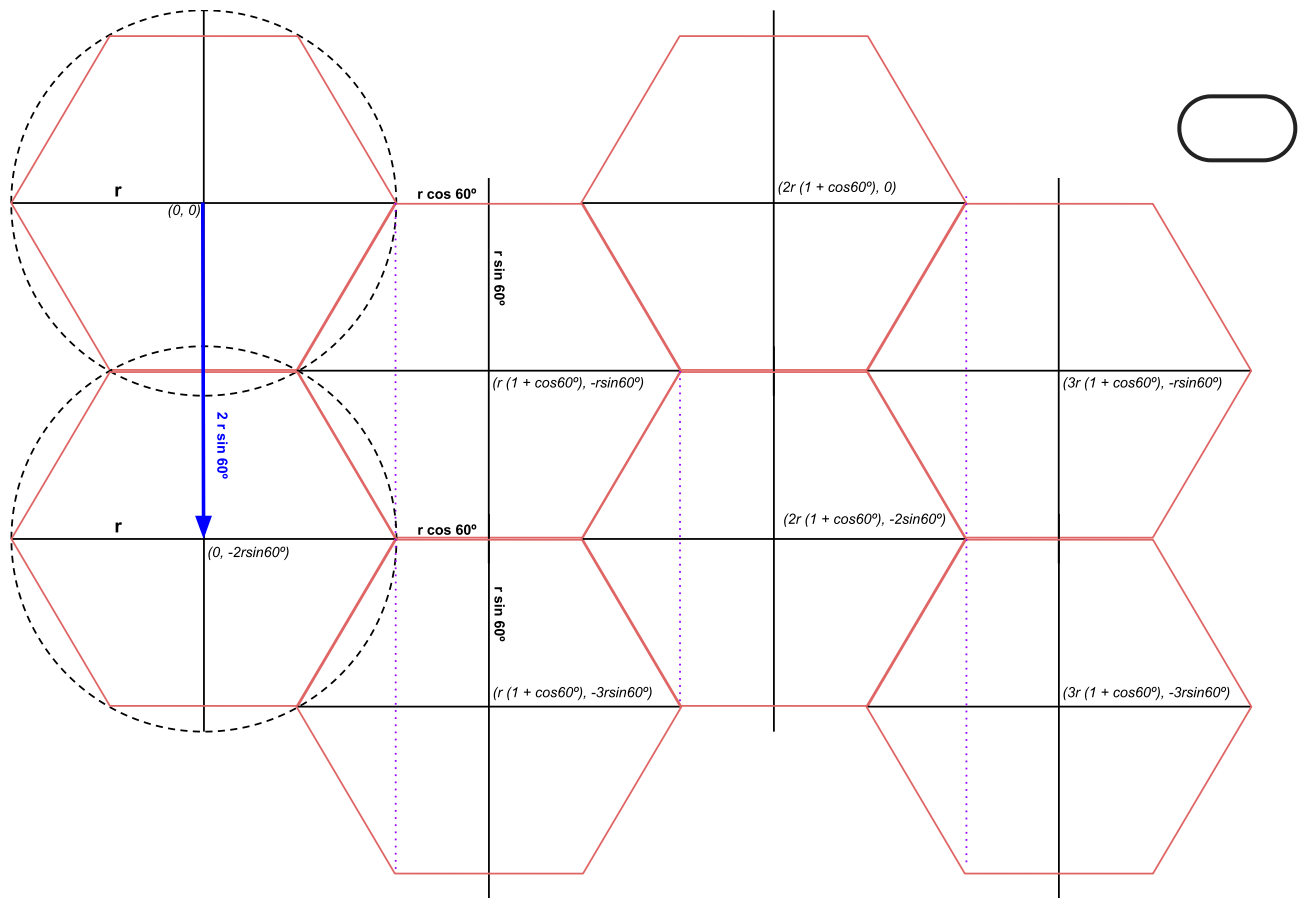 r
(0, 0)
r cos 60º
(2r (1 + cos60º), 0)
r sin 60º
(r (1 + cos60º), -rsin60º)
(3r (1 + cos60º), -rsin60º)
2 r sin 60º
r
(0, -2rsin60º)
r cos 60º
(2r (1 + cos60º), -2sin60º)
r sin 60º
(r (1 + cos60º), -3rsin60º)
(3r (1 + cos60º), -3rsin60º)